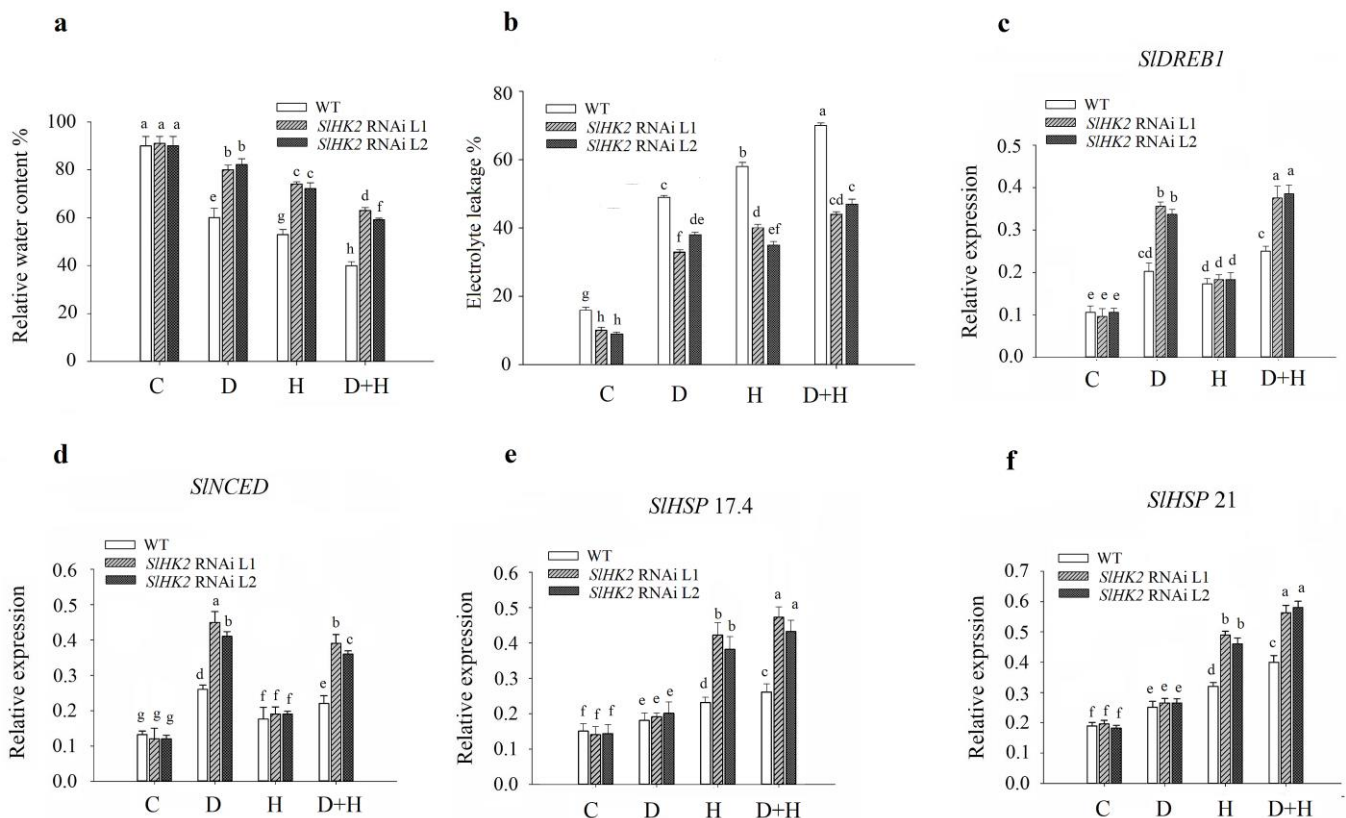 a
WT
SlHK2 RNAi L1
SlHK2 RNAi L2
Relative water content %
100
80
60
40
20
0
a a a
e b b
g c c
h d f
C D H D+H
b
WT
SlHK2 RNAi L1
SlHK2 RNAi L2
Electrolyte leakage %
80
60
40
20
0
g h h
c f de
b d ef
a cd c
C D H D+H
c
SlDREB1
WT
SlHK2 RNAi L1
SlHK2 RNAi L2
Relative expression
0.5
0.4
0.3
0.2
0.1
0.0
e e e
cd b b
d d d
c a a
C D H D+H
d
SlNCED
WT
SlHK2 RNAi L1
SlHK2 RNAi L2
Relative expression
0.6
0.5
0.4
0.3
0.2
0.1
0.0
g g g
d a b
f f f
e b c
C D H D+H
e
SlHSP 17.4
WT
SlHK2 RNAi L1
SlHK2 RNAi L2
Relative expression
0.6
0.5
0.4
0.3
0.2
0.1
0.0
f f f
e e e
d b b
c a a
C D H D+H
f
SlHSP 21
WT
SlHK2 RNAi L1
SlHK2 RNAi L2
Relative exprssion
0.7
0.6
0.5
0.4
0.3
0.2
0.1
0.0
f f f
e e e
d b b
c a a
C D H D+H